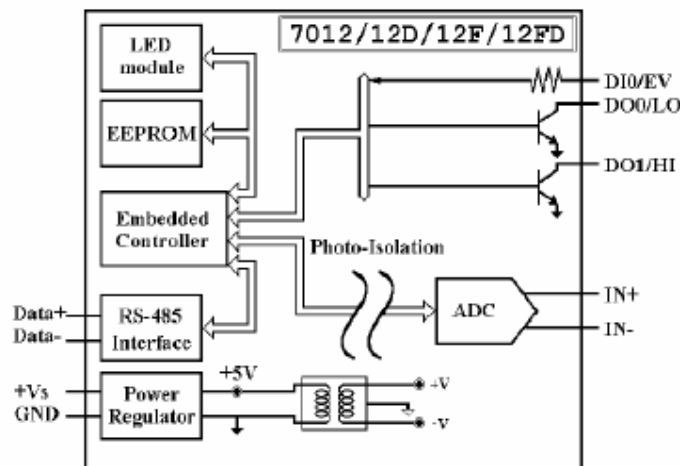 7012/12D/12F/12FD
LED
module
EEPROM
Embedded
Controller
RS-485
Interface
Power
Regulator
Data+
Data-
+Vs
GND
+5V
Photo-Isolation
ADC
+V
-V
DI0/EV
DO0/LO
DO1/HI
IN+
IN-